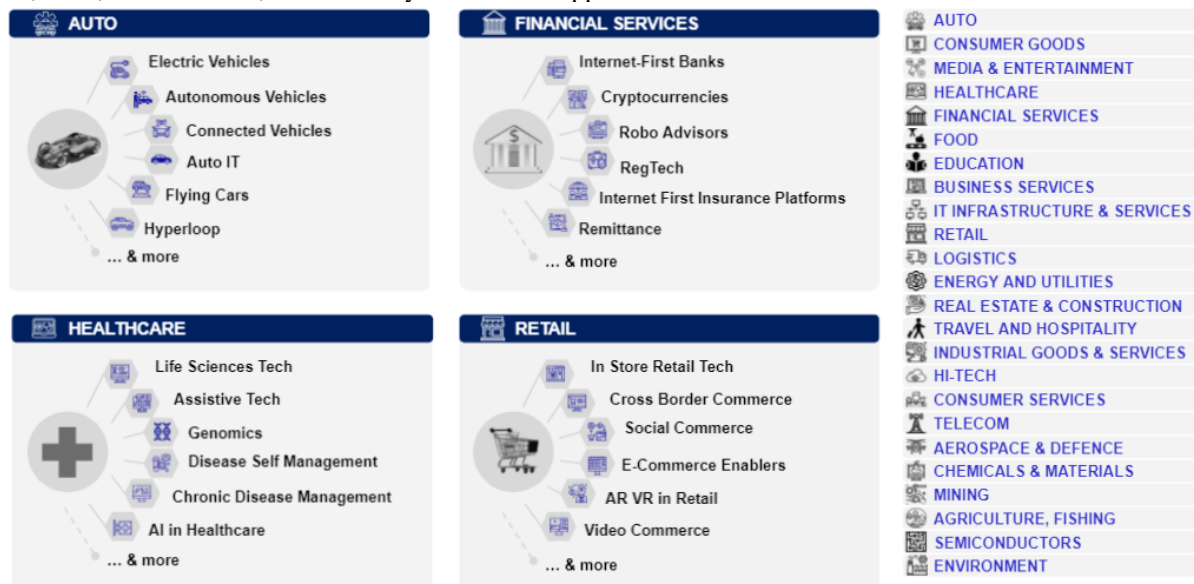 AUTO
Electric Vehicles
Autonomous Vehicles
Connected Vehicles
Auto IT
Flying Cars
Hyperloop
... & more
FINANCIAL SERVICES
Internet-First Banks
Cryptocurrencies
Robo Advisors
RegTech
Internet First Insurance Platforms
Remittance
... & more
HEALTHCARE
Life Sciences Tech
Assistive Tech
Genomics
Disease Self Management
Chronic Disease Management
AI in Healthcare
... & more
RETAIL
In Store Retail Tech
Cross Border Commerce
Social Commerce
E-Commerce Enablers
AR VR in Retail
Video Commerce
... & more
AUTO
CONSUMER GOODS
MEDIA & ENTERTAINMENT
HEALTHCARE
FINANCIAL SERVICES
FOOD
EDUCATION
BUSINESS SERVICES
IT INFRASTRUCTURE & SERVICES
RETAIL
LOGISTICS
ENERGY AND UTILITIES
REAL ESTATE & CONSTRUCTION
TRAVEL AND HOSPITALITY
INDUSTRIAL GOODS & SERVICES
HI-TECH
CONSUMER SERVICES
TELECOM
AEROSPACE & DEFENCE
CHEMICALS & MATERIALS
MINING
AGRICULTURE, FISHING
SEMICONDUCTORS
ENVIRONMENT